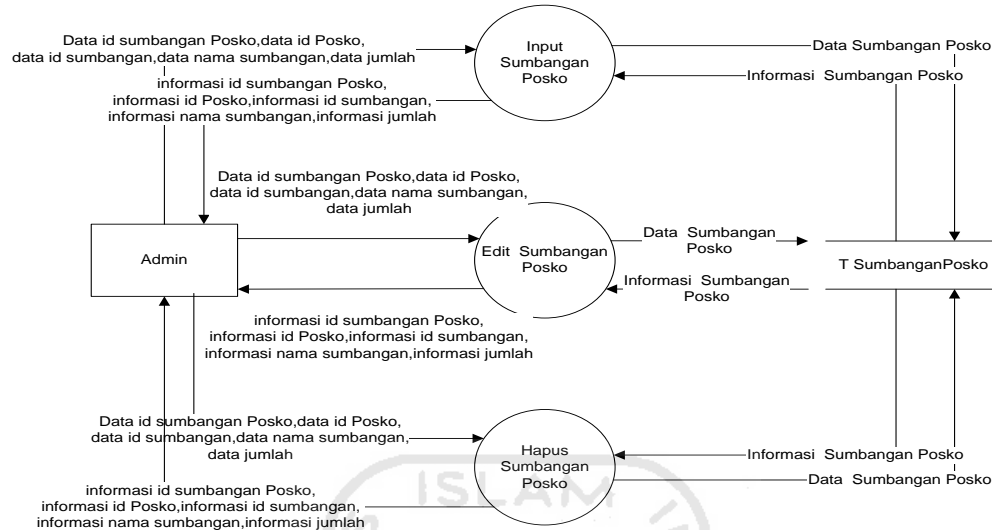 Data id sumbangan Posko,data id Posko,
data id sumbangan,data nama sumbangan,data jumlah
Input
Sumbangan
Posko
Data Sumbangan Posko
Informasi Sumbangan Posko
informasi id sumbangan Posko,
informasi id Posko,informasi id sumbangan,
informasi nama sumbangan,informasi jumlah
Data id sumbangan Posko,data id Posko,
data id sumbangan,data nama sumbangan,
data jumlah
Admin
Edit Sumbangan
Posko
Data Sumbangan
Posko
Informasi Sumbangan
Posko
T SumbanganPosko
informasi id sumbangan Posko,
informasi id Posko,informasi id sumbangan,
informasi nama sumbangan,informasi jumlah
Data id sumbangan Posko,data id Posko,
data id sumbangan,data nama sumbangan,
data jumlah
Hapus
Sumbangan
Posko
Informasi Sumbangan Posko
Data Sumbangan Posko
informasi id sumbangan Posko,
informasi id Posko,informasi id sumbangan,
informasi nama sumbangan,informasi jumlah
ISLAM